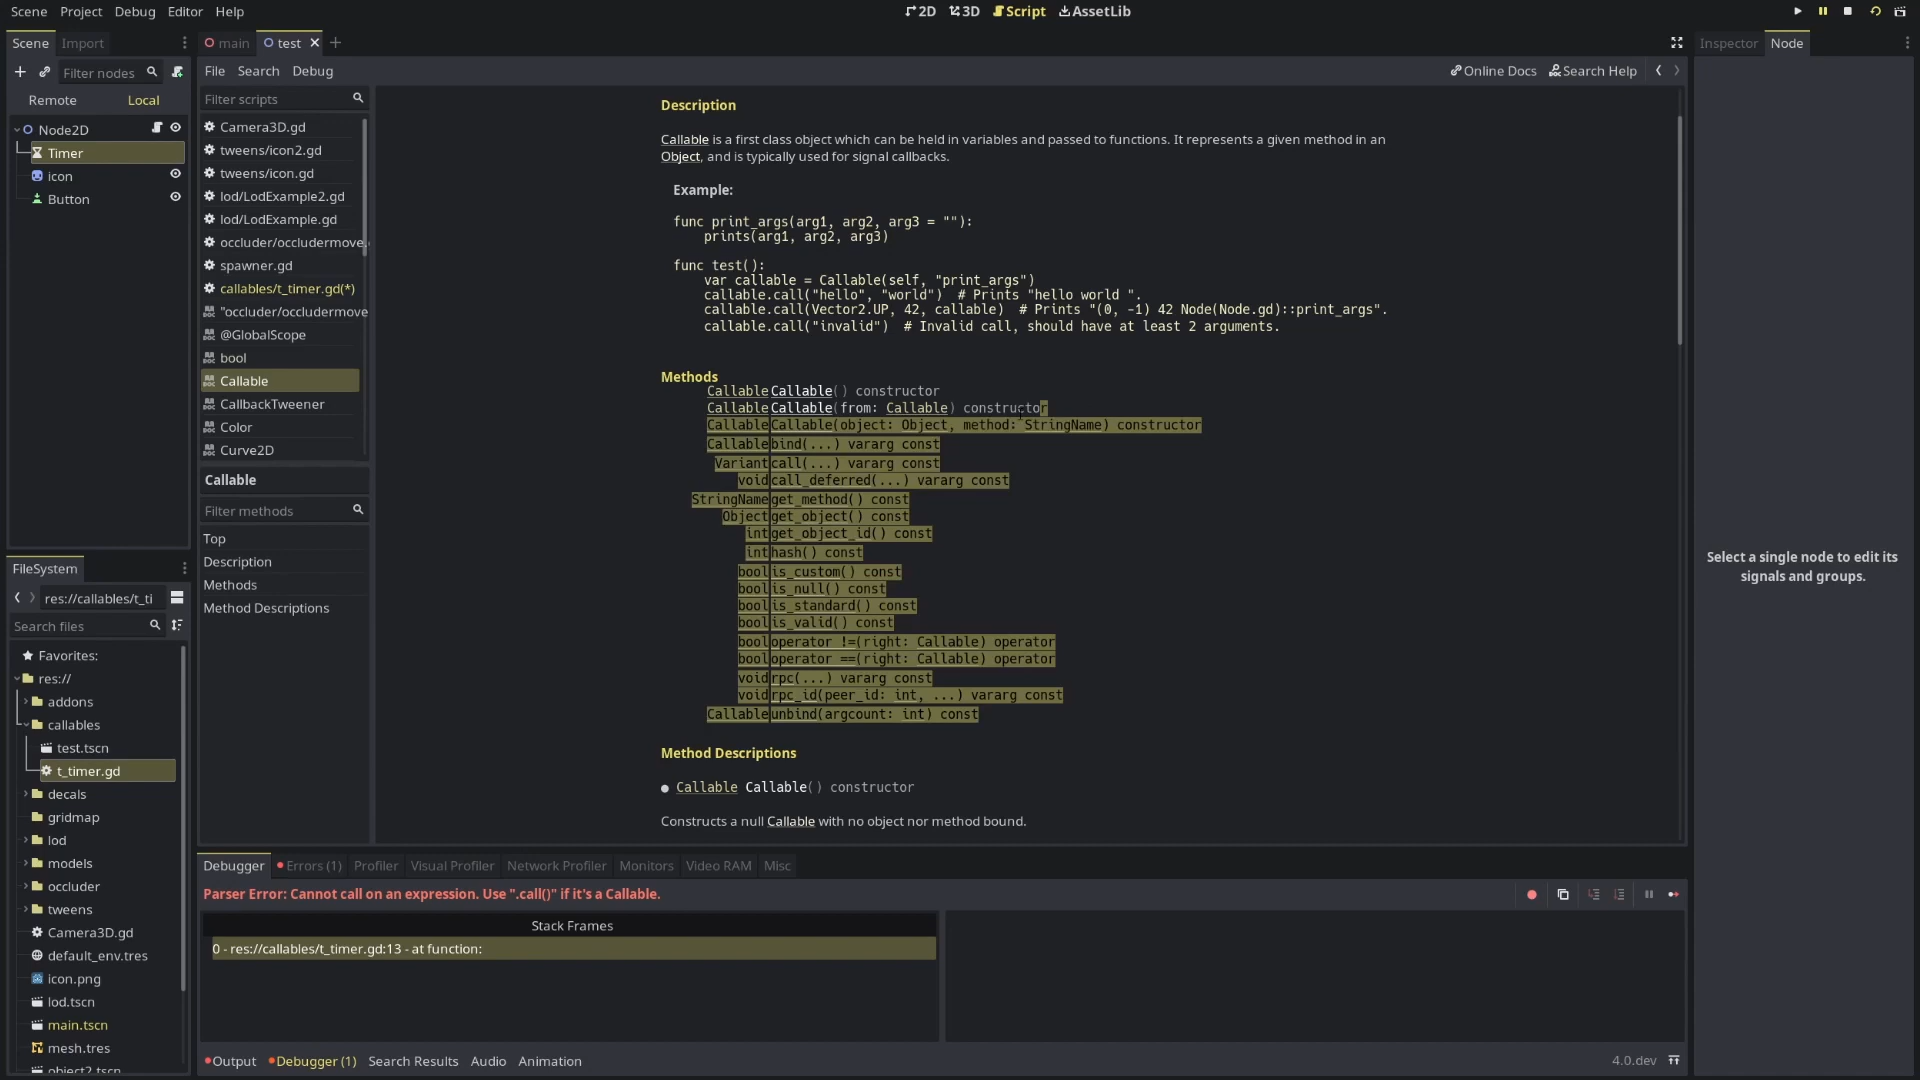 Scene Project Debug Editor Help
2D 3D Script AssetLib
Scene Import
main test
Inspector Node
Filter nodes
File Search Debug
Online Docs Search Help
Remote Local
Filter scripts
Node2D
Timer
icon
Button
Camera3D.gd
tweens/icon2.gd
tweens/icon.gd
lod/LodExample2.gd
lod/LodExample.gd
occluder/occludermove.
spawner.gd
callables/t_timer.gd(*)
"occluder/occludermove
@GlobalScope
bool
Callable
CallbackTweener
Color
Curve2D
Callable
Filter methods
Top
Description
Methods
Method Descriptions
Description
Callable is a first class object which can be held in variables and passed to functions. It represents a given method in an
Object, and is typically used for signal callbacks.
Example:
func print_args(arg1, arg2, arg3 = ""):
prints(arg1, arg2, arg3)
func test():
var callable = Callable(self, "print_args")
callable.call("hello", "world")  # Prints "hello world ".
callable.call(Vector2.UP, 42, callable)  # Prints "(0, -1) 42 Node(Node.gd)::print_args".
callable.call("invalid")  # Invalid call, should have at least 2 arguments.
Methods
Callable Callable() constructor
Callable Callable(from: Callable) constructor
Callable Callable(object: Object, method: StringName) constructor
Callable bind(...) vararg const
Variant call(...) vararg const
void call_deferred(...) vararg const
StringName get_method() const
Object get_object() const
int get_object_id() const
int hash() const
bool is_custom() const
bool is_null() const
bool is_standard() const
bool is_valid() const
bool operator !=(right: Callable) operator
bool operator ==(right: Callable) operator
void rpc(...) vararg const
void rpc_id(peer_id: int, ...) vararg const
Callable unbind(argcount: int) const
Method Descriptions
Callable Callable() constructor
Constructs a null Callable with no object nor method bound.
Select a single node to edit its
signals and groups.
FileSystem
res://callables/t_ti
Search files
Favorites:
res://
addons
callables
test.tscn
t_timer.gd
decals
gridmap
lod
models
occluder
tweens
Camera3D.gd
default_env.tres
icon.png
lod.tscn
main.tscn
mesh.tres
object2.tscn
Debugger Errors (1) Profiler Visual Profiler Network Profiler Monitors Video RAM Misc
Parser Error: Cannot call on an expression. Use ".call()" if it's a Callable.
Stack Frames
0 - res://callables/t_timer.gd:13 - at function:
Output Debugger (1) Search Results Audio Animation
4.0.dev